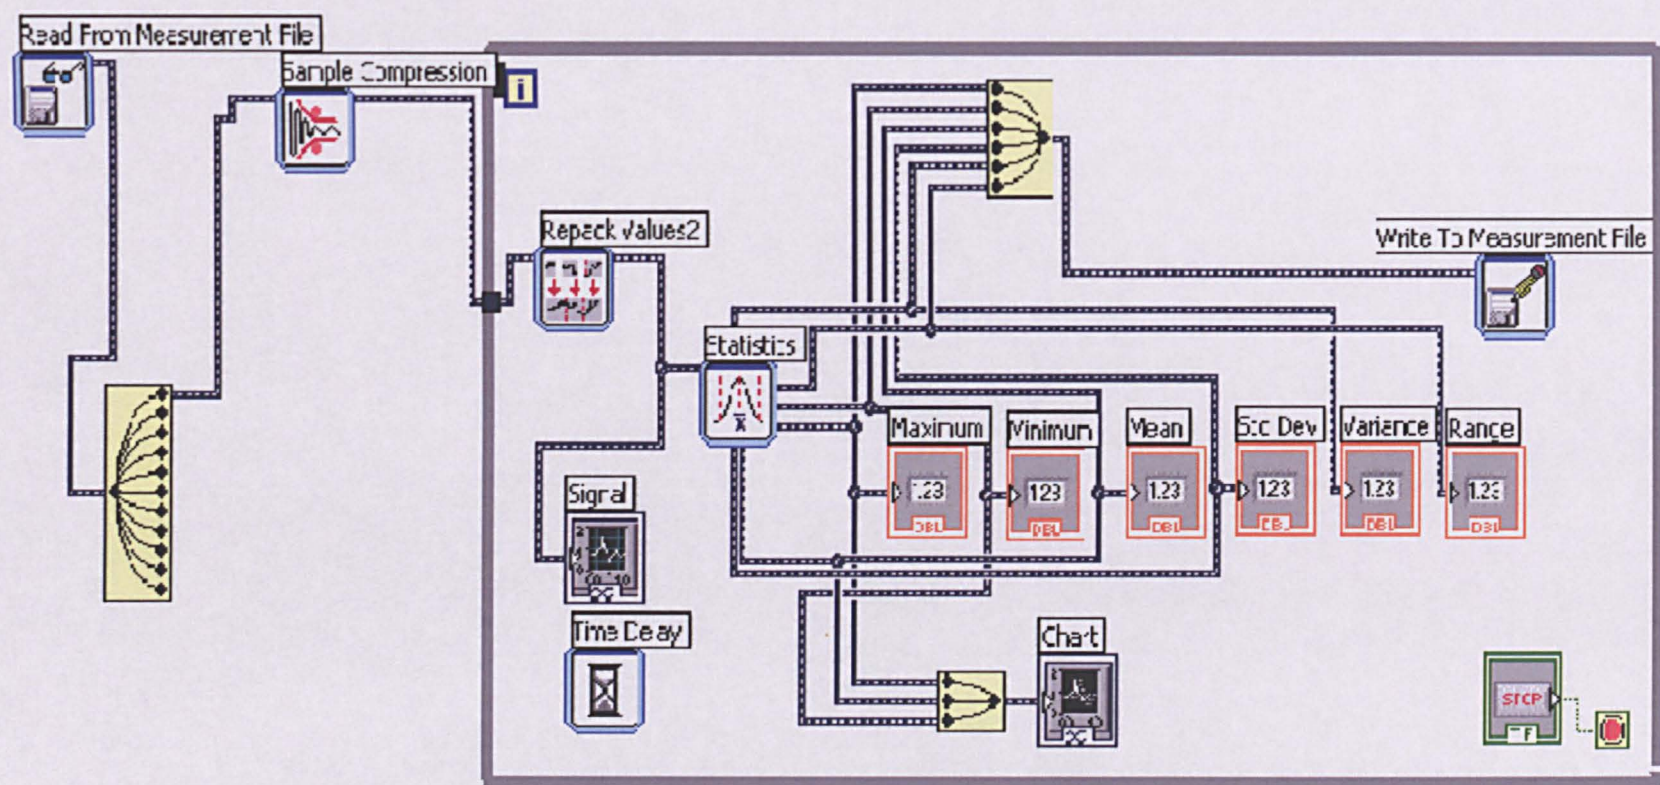 Read From Measurement File
Sample Compression
i
Repack Values2
Write To Measurement File
Statistics
Maximum
Minimum
Mean
Std Dev
Variance
Range
1.23
123
1.23
1.23
1.23
1.23
DBL
DBL
DBL
DBL
DBL
DBL
Signal
Time Delay
Chart
STOP
TF